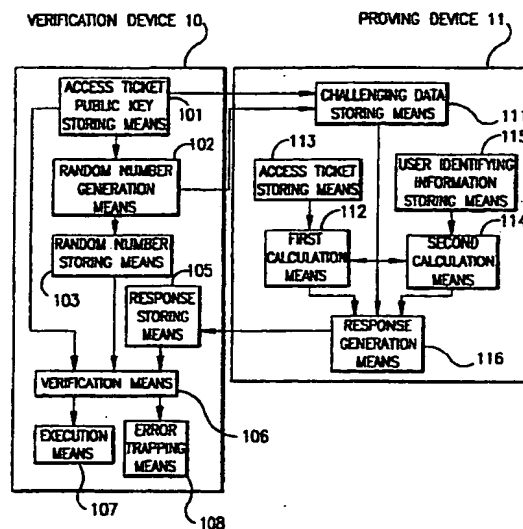 VERIFICATION DEVICE 10
PROVING DEVICE 11
ACCESS TICKET
PUBLIC KEY
STORING MEANS
101
102
RANDOM NUMBER
GENERATION
MEANS
RANDOM NUMBER
STORING MEANS
103
105
RESPONSE
STORING
MEANS
VERIFICATION MEANS
106
EXECUTION
MEANS
107
ERROR
TRAPPING
MEANS
108
CHALLENGING DATA
STORING MEANS
111
113
ACCESS TICKET
STORING MEANS
115
USER IDENTIFYING
INFORMATION
STORING MEANS
112
FIRST
CALCULATION
MEANS
114
SECOND
CALCULATION
MEANS
RESPONSE
GENERATION
MEANS
116